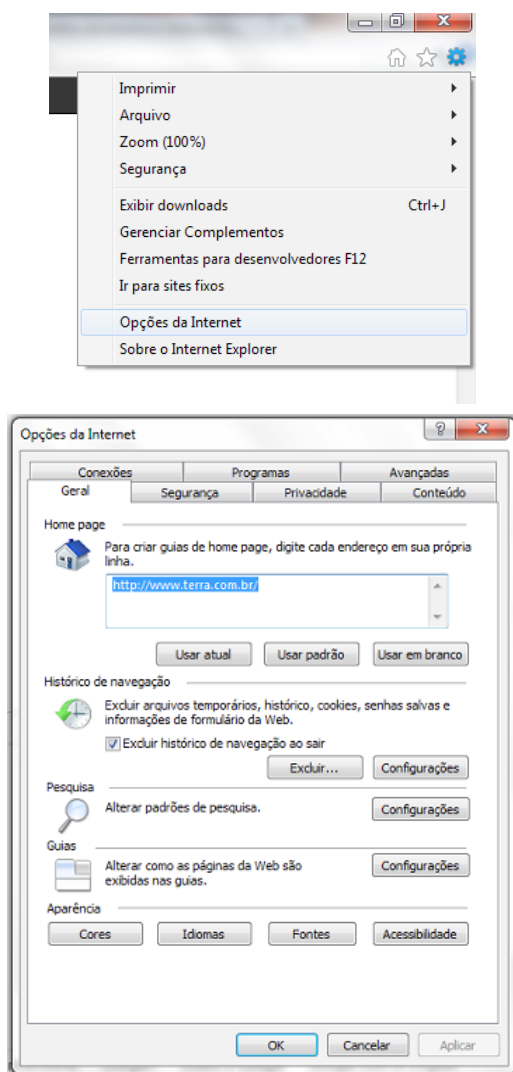 Imprimir
Arquivo
Zoom (100%)
Segurança
Exibir downloads Ctrl+J
Gerenciar Complementos
Ferramentas para desenvolvedores F12
Ir para sites fixos
Opções da Internet
Sobre o Internet Explorer
Opções da Internet
Conexões Programas Avançadas
Geral Segurança Privacidade Conteúdo
Home page
Para criar guias de home page, digite cada endereço em sua própria
linha.
http://www.terra.com.br/
Usar atual Usar padrão Usar em branco
Histórico de navegação
Excluir arquivos temporários, histórico, cookies, senhas salvas e
informações de formulário da Web.
Excluir histórico de navegação ao sair
Excluir... Configurações
Pesquisa
Alterar padrões de pesquisa. Configurações
Guias
Alterar como as páginas da Web são Configurações
exibidas nas guias.
Aparência
Cores Idiomas Fontes Acessibilidade
OK Cancelar Aplicar